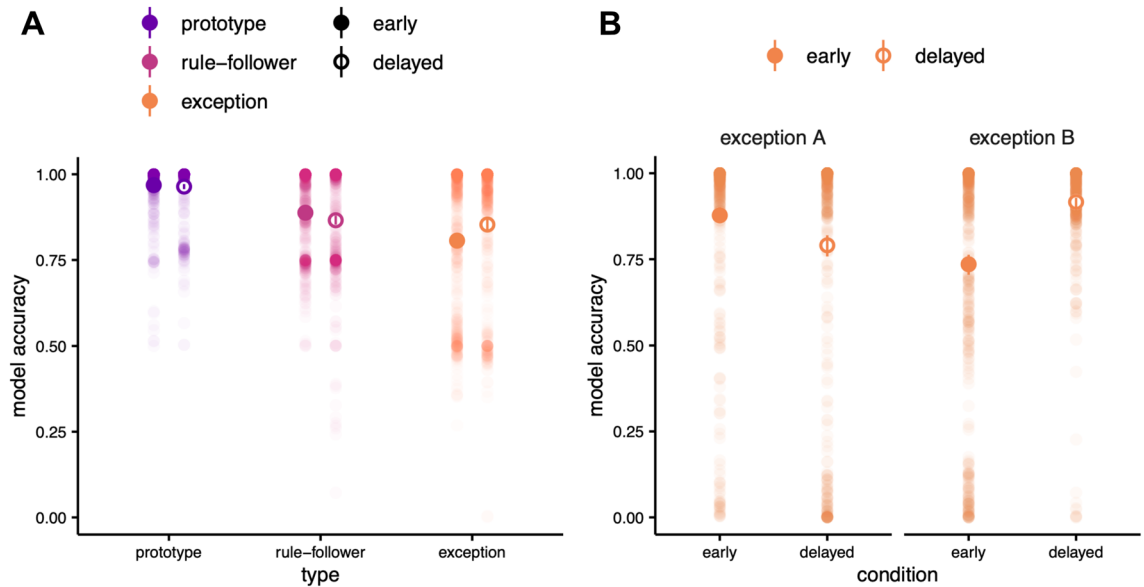 A
prototype
early
rule−follower
delayed
exception
model accuracy
1.00
0.75
0.50
0.25
0.00
prototype
rule−follower
exception
type
B
early
delayed
exception A
exception B
model accuracy
1.00
0.75
0.50
0.25
0.00
early
delayed
early
delayed
condition